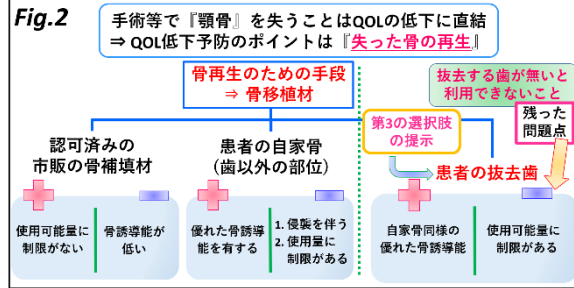 Fig.2
手術等で『顎骨』を失うことはQOLの低下に直結
⇒ QOL低下予防のポイントは『失った骨の再生』
骨再生のための手段
⇒ 骨移植材
抜去する歯が無いと
利用できないこと
第3の選択肢
の提示
残った
問題点
認可済みの
市販の骨補填材
患者の自家骨
(歯以外の部位)
患者の抜去歯
使用可能量に
制限がない
骨誘導能が
低い
優れた骨誘導
能を有する
1. 侵襲を伴う
2. 使用量に
制限がある
自家骨同様の
優れた骨誘導能
使用可能量に
制限がある